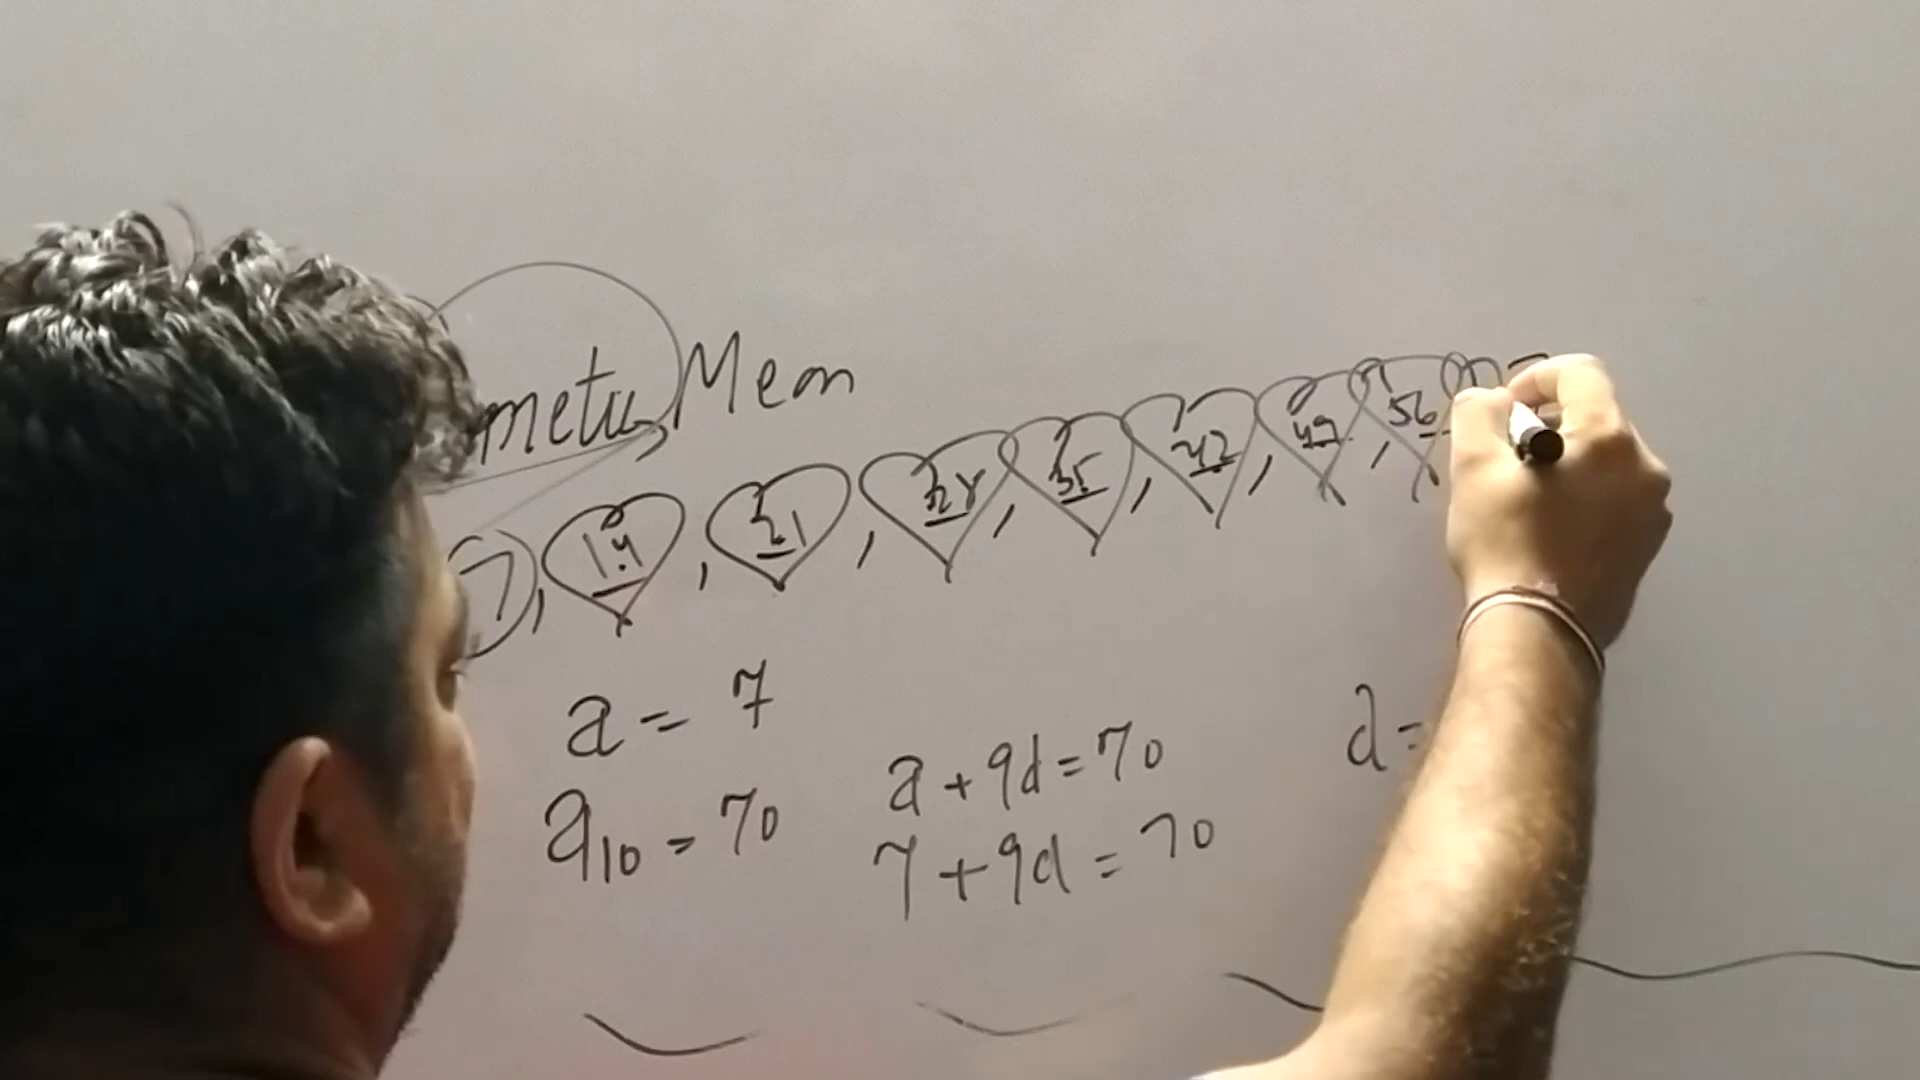 metic Mean
7, 14, 21, 28, 35, 42, 49, 56
a = 7
d =
a + 9d = 70
a10 = 70
7 + 9d = 70